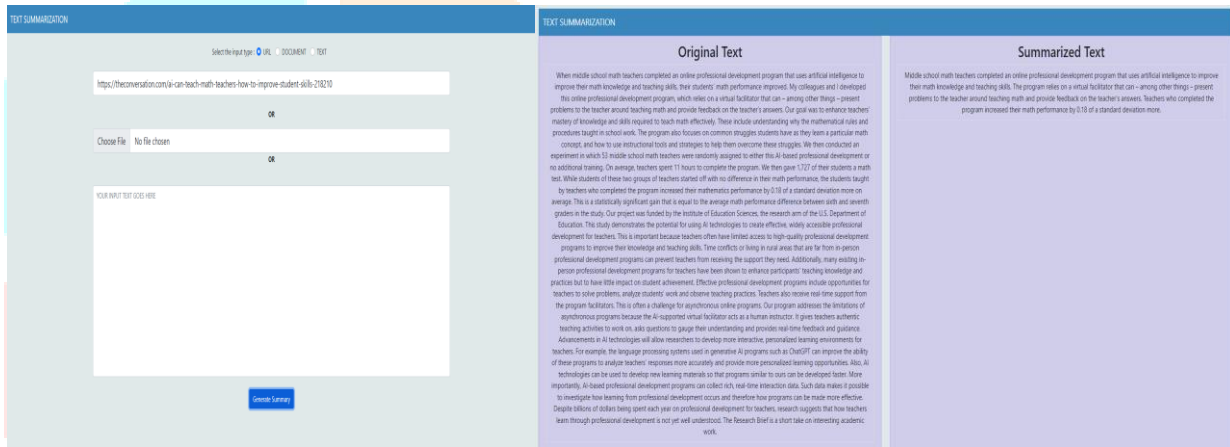 TEXT SUMMARIZATION
Select the input type : URL DOCUMENT TEXT
https://theconversation.com/ai-can-teach-math-teachers-how-to-improve-student-skills-218210
OR
Choose File No file chosen
OR
YOUR INPUT TEXT GOES HERE
Generate Summary
TEXT SUMMARIZATION
Original Text
When middle school math teachers completed an online professional development program that uses artificial intelligence to
improve their math knowledge and teaching skills, their students' math performance improved. My colleagues and I developed
this online professional development program, which relies on a virtual facilitator that can – among other things – present
problems to the teacher around teaching math and provide feedback on the teacher's answers. Our goal was to enhance teachers'
mastery of knowledge and skills required to teach math effectively. These include understanding why the mathematical rules and
procedures taught in school work. The program also focuses on common struggles students have as they learn a particular math
concept, and how to use instructional tools and strategies to help them overcome these struggles. We then conducted an
experiment in which 53 middle school math teachers were randomly assigned to either this AI-based professional development or
no additional training. On average, teachers spent 11 hours to complete the program. We then gave 1,727 of their students a math
test. While students of these two groups of teachers started off with no difference in their math performance, the students taught
by teachers who completed the program increased their mathematics performance by 0.18 of a standard deviation more on
average. This is a statistically significant gain that is equal to the average math performance difference between sixth and seventh
graders in the study. Our project was funded by the Institute of Education Sciences, the research arm of the U.S. Department of
Education. This study demonstrates the potential for using AI technologies to create effective, widely accessible professional
development for teachers. This is important because teachers often have limited access to high-quality professional development
programs to improve their knowledge and teaching skills. Time conflicts or living in rural areas that are far from in-person
professional development programs can prevent teachers from receiving the support they need. Additionally, many existing in-
person professional development programs for teachers have been shown to enhance participants' teaching knowledge and
practices but to have little impact on student achievement. Effective professional development programs include opportunities for
teachers to solve problems, analyze students' work and observe teaching practices. Teachers also receive real-time support from
the program facilitators. This is often a challenge for asynchronous online programs. Our program addresses the limitations of
asynchronous programs because the AI-supported virtual facilitator acts as a human instructor. It gives teachers authentic
teaching activities to work on, asks questions to gauge their understanding and provides real-time feedback and guidance.
Advancements in AI technologies will allow researchers to develop more interactive, personalized learning environments for
teachers. For example, the language processing systems used in generative AI programs such as ChatGPT can improve the ability
of these programs to analyze teachers' responses more accurately and provide more personalized learning opportunities. Also, AI
technologies can be used to develop new learning materials so that programs similar to ours can be developed faster. More
importantly, AI-based professional development programs can collect rich, real-time interaction data. Such data makes it possible
to investigate how learning from professional development occurs and therefore how programs can be made more effective.
Despite billions of dollars being spent each year on professional development for teachers, research suggests that how teachers
learn through professional development is not yet well understood. The Research Brief is a short take on interesting academic
work.
Summarized Text
Middle school math teachers completed an online professional development program that uses artificial intelligence to improve
their math knowledge and teaching skills. The program relies on a virtual facilitator that can – among other things – present
problems to the teacher around teaching math and provide feedback on the teacher's answers. Teachers who completed the
program increased their math performance by 0.18 of a standard deviation more.